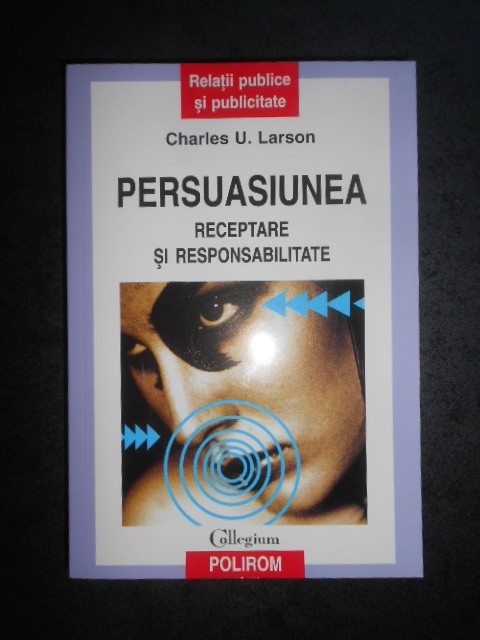 Relații publice
și publicitate
Charles U. Larson
PERSUASIUNEA
RECEPTARE
ȘI RESPONSABILITATE
Collegium
POLIROM